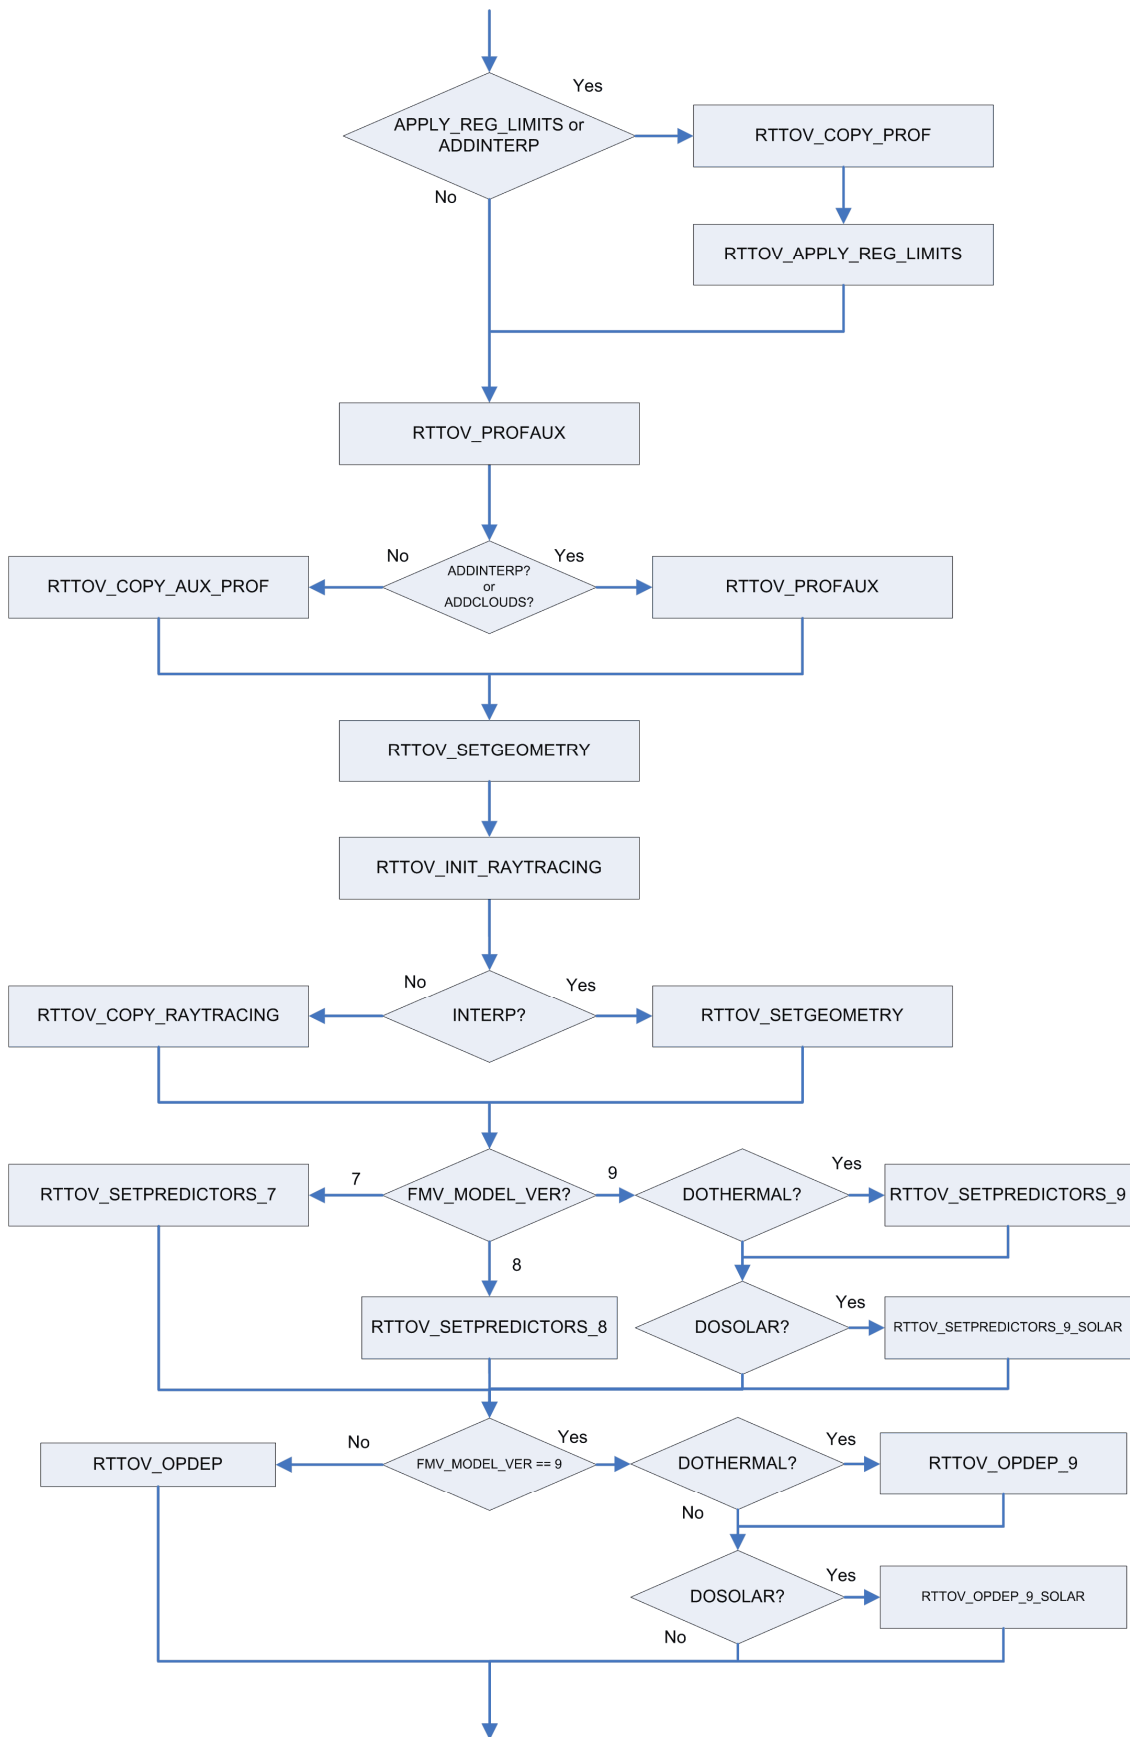 Yes
APPLY_REG_LIMITS or
ADDINTERP
RTTOV_COPY_PROF
No
RTTOV_APPLY_REG_LIMITS
RTTOV_PROFAUX
No
Yes
RTTOV_COPY_AUX_PROF
ADDINTERP?
or
ADDCLOUDS?
RTTOV_PROFAUX
RTTOV_SETGEOMETRY
RTTOV_INIT_RAYTRACING
No
Yes
RTTOV_COPY_RAYTRACING
INTERP?
RTTOV_SETGEOMETRY
RTTOV_SETPREDICTORS_7
7
FMV_MODEL_VER?
9
DOTHERMAL?
Yes
RTTOV_SETPREDICTORS_9
8
RTTOV_SETPREDICTORS_8
DOSOLAR?
Yes
RTTOV_SETPREDICTORS_9_SOLAR
RTTOV_OPDEP
No
FMV_MODEL_VER == 9
Yes
DOTHERMAL?
Yes
RTTOV_OPDEP_9
No
DOSOLAR?
Yes
RTTOV_OPDEP_9_SOLAR
No